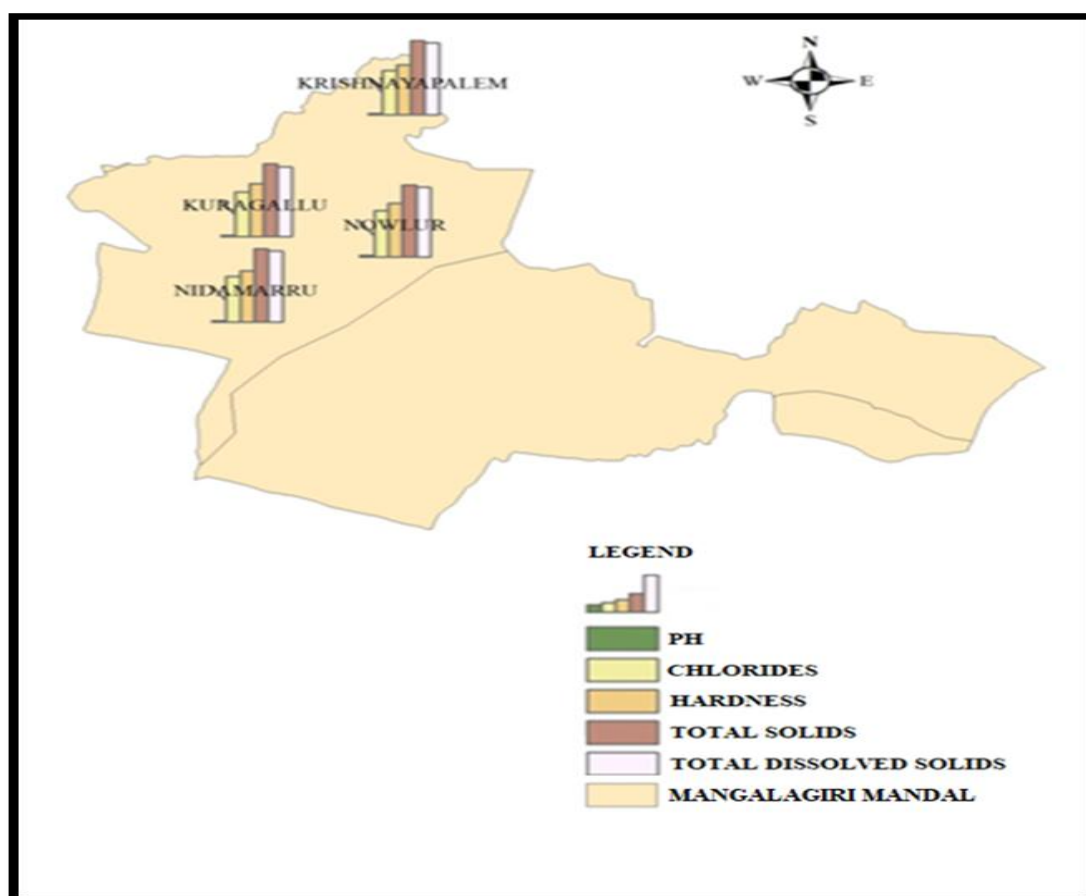 N
W E
S
KRISHNAYAPALEM
KURAGALLU
NOWLUR
NIDAMARRU
LEGEND
PH
CHLORIDES
HARDNESS
TOTAL SOLIDS
TOTAL DISSOLVED SOLIDS
MANGALAGIRI MANDAL